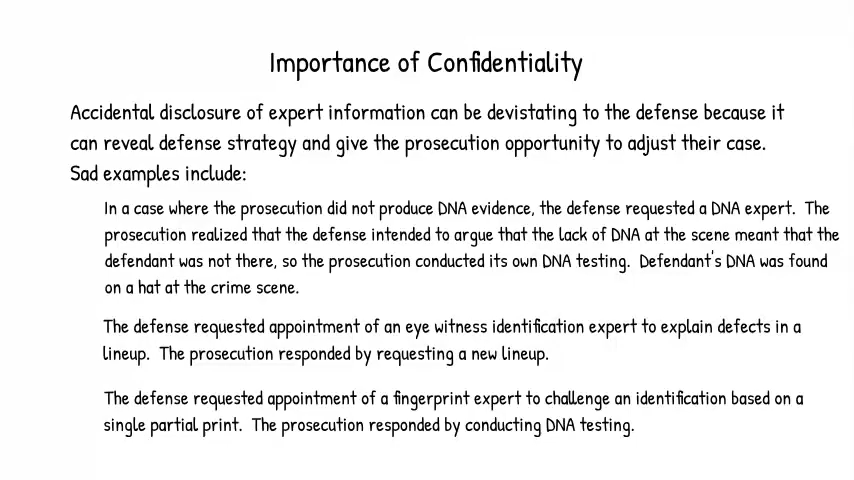 Importance of Confidentiality
Accidental disclosure of expert information can be devistating to the defense because it
can reveal defense strategy and give the prosecution opportunity to adjust their case.
Sad examples include:
In a case where the prosecution did not produce DNA evidence, the defense requested a DNA expert. The
prosecution realized that the defense intended to argue that the lack of DNA at the scene meant that the
defendant was not there, so the prosecution conducted its own DNA testing. Defendant's DNA was found
on a hat at the crime scene.
The defense requested appointment of an eye witness identification expert to explain defects in a
lineup. The prosecution responded by requesting a new lineup.
The defense requested appointment of a fingerprint expert to challenge an identification based on a
single partial print. The prosecution responded by conducting DNA testing.